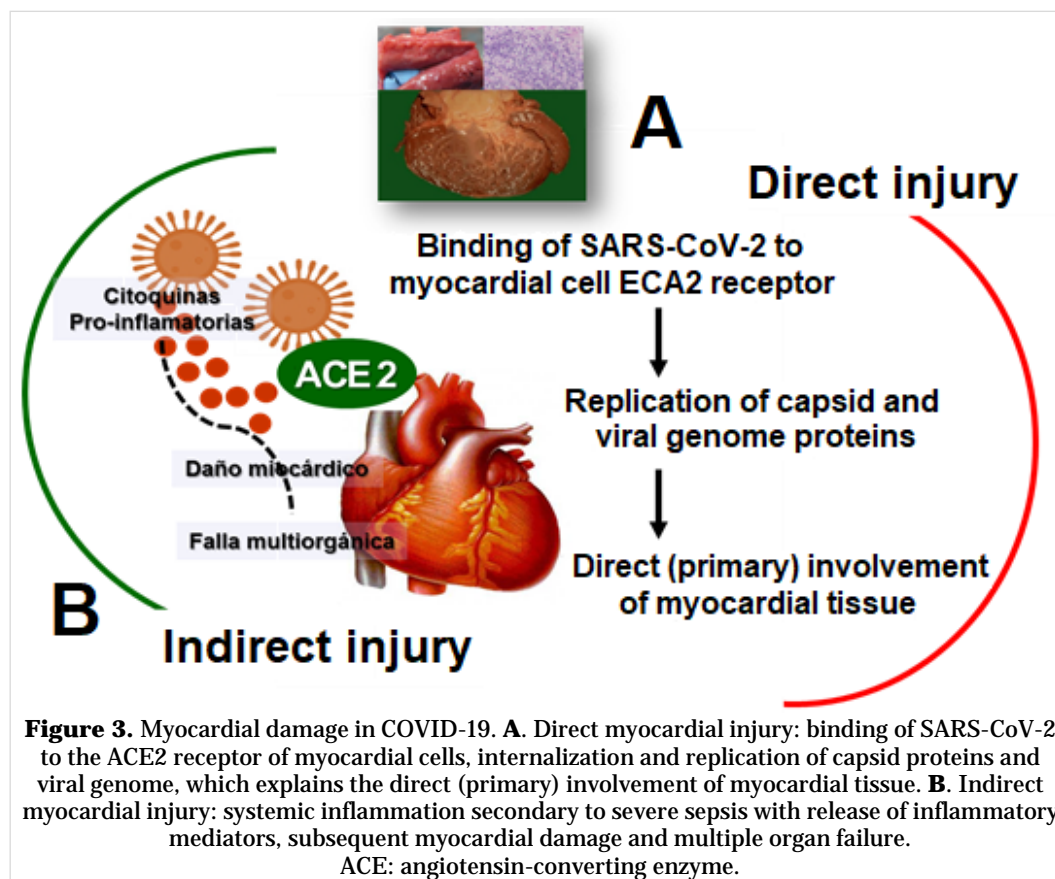 A
Direct injury
Binding of SARS-CoV-2 to
myocardial cell ECA2 receptor
Replication of capsid and
viral genome proteins
Direct (primary) involvement
of myocardial tissue
Citoquinas
Pro-inflamatorias
ACE 2
Daño miocárdico
Falla multiorgánica
B
Indirect injury
Figure 3. Myocardial damage in COVID-19. A. Direct myocardial injury: binding of SARS-CoV-2
to the ACE2 receptor of myocardial cells, internalization and replication of capsid proteins and
viral genome, which explains the direct (primary) involvement of myocardial tissue. B. Indirect
myocardial injury: systemic inflammation secondary to severe sepsis with release of inflammatory
mediators, subsequent myocardial damage and multiple organ failure.
ACE: angiotensin-converting enzyme.